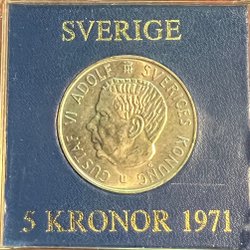 SVERIGE
GUSTAF VI ADOLF SVERIGES KONUNG
U
5 KRONOR 1971